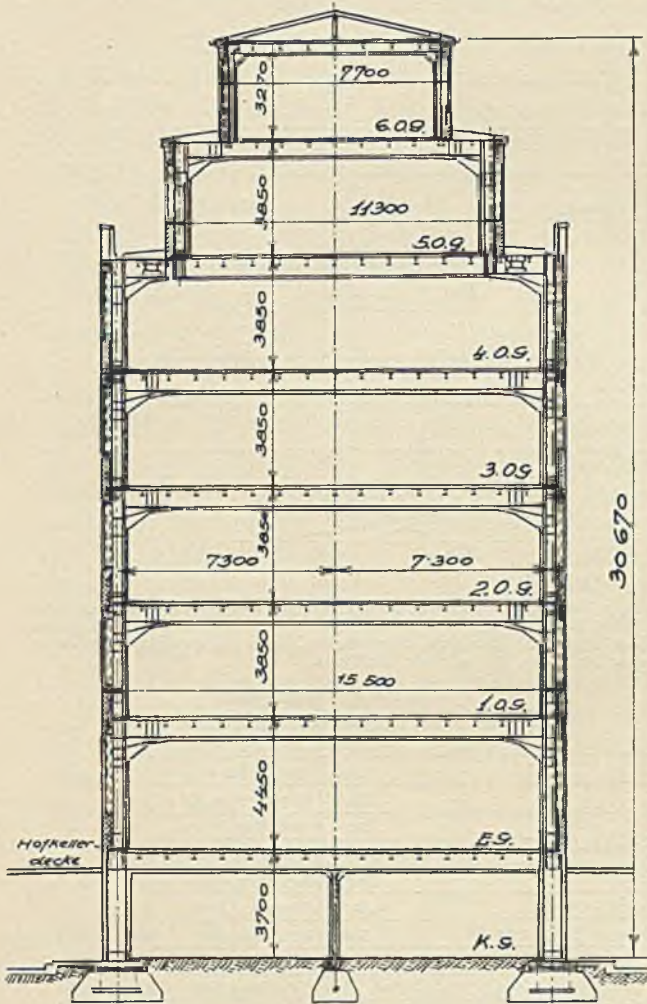 7700
3270
6.O.G.
3850
11300
5.O.G.
3850
4.O.G.
3850
3.O.G
3850
7300
7300
2.O.G.
30670
3850
15500
1.O.G.
4450
Hofkeller-
decke
E.G.
3700
K.G.